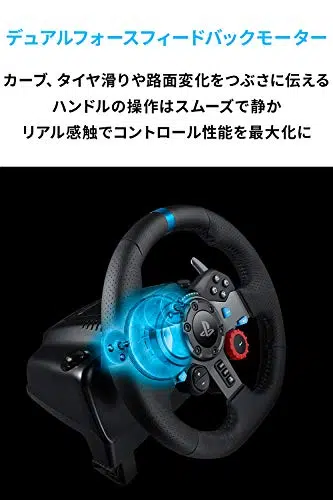 デュアルフォースフィードバックモーター
カーブ、タイヤ滑りや路面変化をつぶさに伝える
ハンドルの操作はスムーズで静か
リアル感触でコントロール性能を最大化に